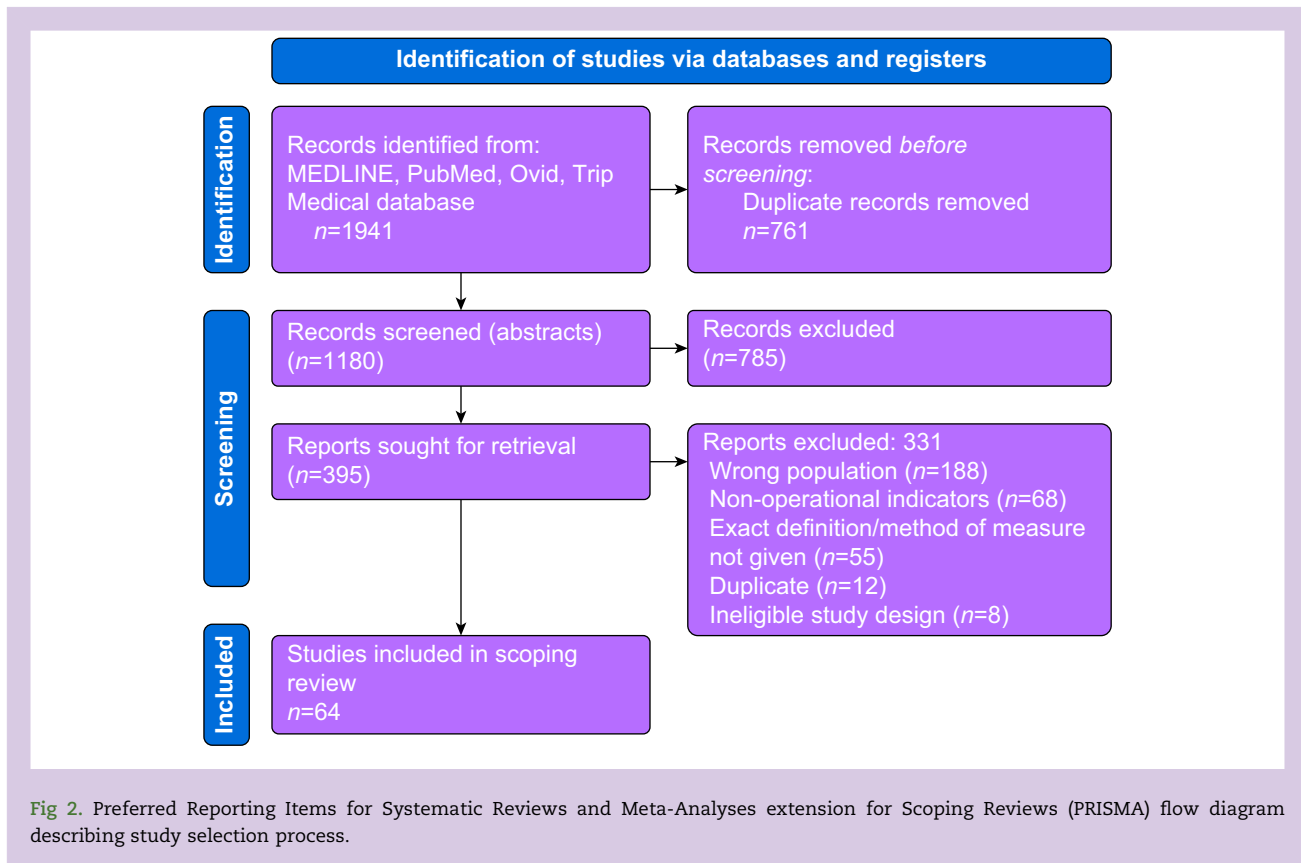 Identification of studies via databases and registers
Identification
Records identified from:
MEDLINE, PubMed, Ovid, Trip
Medical database
n=1941
Records removed before
screening:
Duplicate records removed
n=761
Screening
Records screened (abstracts)
(n=1180)
Records excluded
(n=785)
Reports sought for retrieval
(n=395)
Reports excluded: 331
Wrong population (n=188)
Non-operational indicators (n=68)
Exact definition/method of measure
not given (n=55)
Duplicate (n=12)
Ineligible study design (n=8)
Included
Studies included in scoping
review
n=64
Fig 2. Preferred Reporting Items for Systematic Reviews and Meta-Analyses extension for Scoping Reviews (PRISMA) flow diagram
describing study selection process.